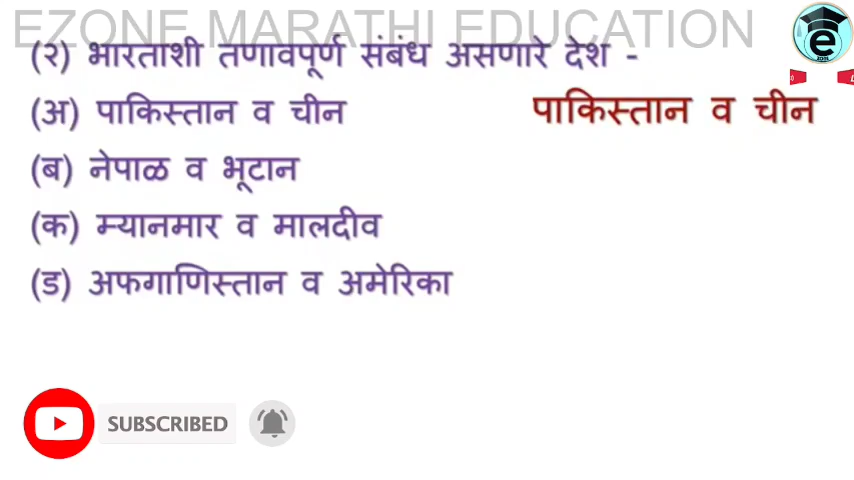 EZONE MARATHI EDUCATION
(२) भारताशी तणावपूर्ण संबंध असणारे देश -
(अ) पाकिस्तान व चीन
पाकिस्तान व चीन
(ब) नेपाळ व भूटान
(क) म्यानमार व मालदीव
(ड) अफगाणिस्तान व अमेरिका
SUBSCRIBED